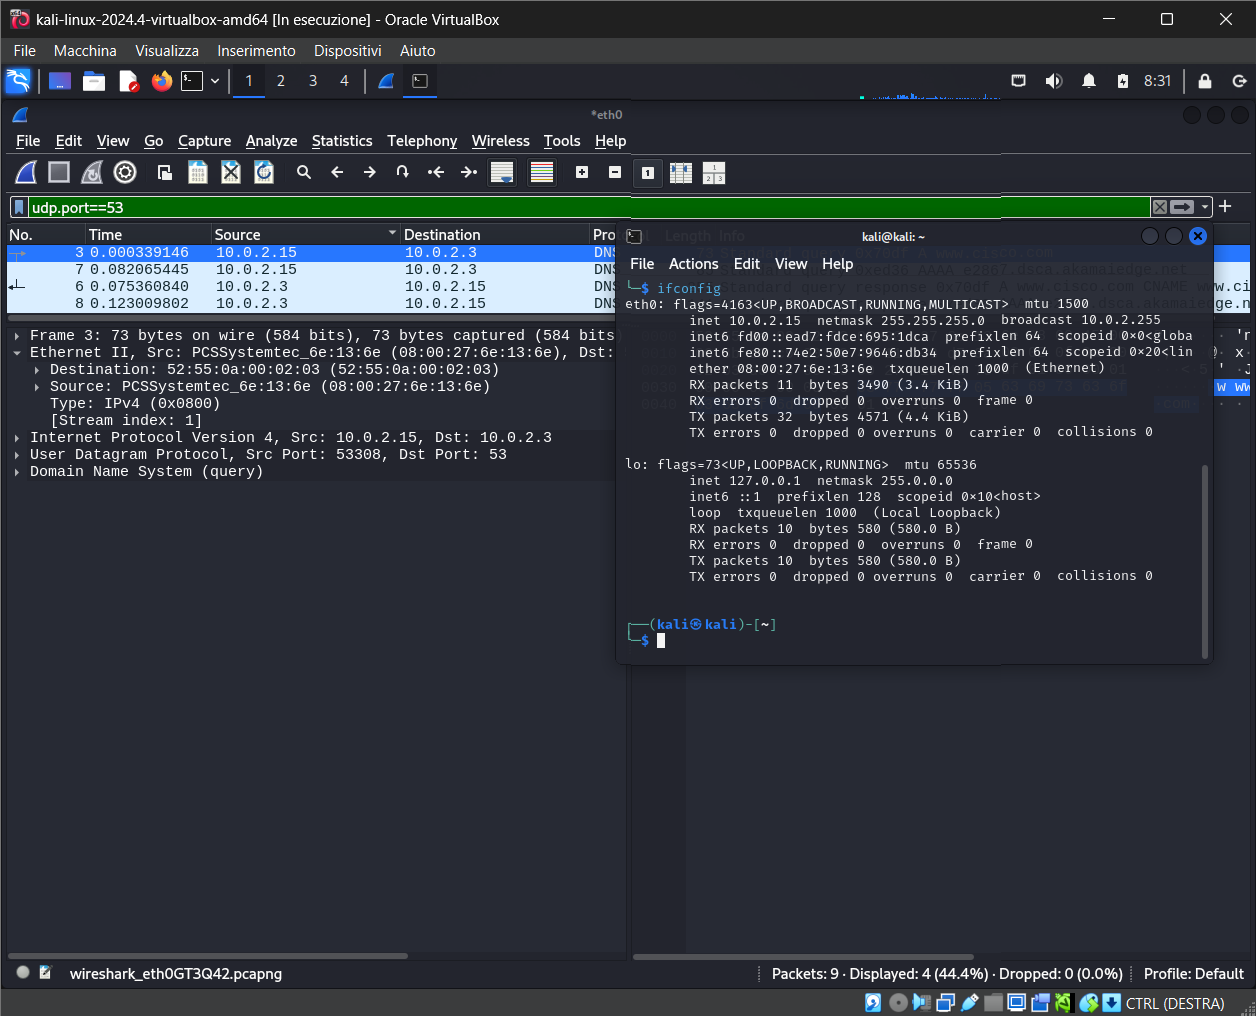 kali-linux-2024.4-virtualbox-amd64 [In esecuzione] - Oracle VirtualBox
File Macchina Visualizza Inserimento Dispositivi Aiuto
1 2 3 4 8:31
*eth0
File Edit View Go Capture Analyze Statistics Telephony Wireless Tools Help
udp.port==53
No. Time Source Destination
3 0.000339146 10.0.2.15 10.0.2.3 DNS
7 0.082065445 10.0.2.15 10.0.2.3 DNS
6 0.075360840 10.0.2.3 10.0.2.15 DNS
8 0.123009802 10.0.2.3 10.0.2.15 DNS
Frame 3: 73 bytes on wire (584 bits), 73 bytes captured (584 bits)
Ethernet II, Src: PCSSystemtec_6e:13:6e (08:00:27:6e:13:6e), Dst:
Destination: 52:55:0a:00:02:03 (52:55:0a:00:02:03)
Source: PCSSystemtec_6e:13:6e (08:00:27:6e:13:6e)
Type: IPv4 (0x0800)
[Stream index: 1]
Internet Protocol Version 4, Src: 10.0.2.15, Dst: 10.0.2.3
User Datagram Protocol, Src Port: 53308, Dst Port: 53
Domain Name System (query)
kali@kali: ~
File Actions Edit View Help
└─$ ifconfig
eth0: flags=4163<UP,BROADCAST,RUNNING,MULTICAST> mtu 1500
inet 10.0.2.15 netmask 255.255.255.0 broadcast 10.0.2.255
inet6 fd00::ead7:fdce:695:1dca prefixlen 64 scopeid 0×0<globa
inet6 fe80::74e2:50e7:9646:db34 prefixlen 64 scopeid 0×20<lin
ether 08:00:27:6e:13:6e txqueuelen 1000 (Ethernet)
RX packets 11 bytes 3490 (3.4 KiB)
RX errors 0 dropped 0 overruns 0 frame 0
TX packets 32 bytes 4571 (4.4 KiB)
TX errors 0 dropped 0 overruns 0 carrier 0 collisions 0
lo: flags=73<UP,LOOPBACK,RUNNING> mtu 65536
inet 127.0.0.1 netmask 255.0.0.0
inet6 ::1 prefixlen 128 scopeid 0×10<host>
loop txqueuelen 1000 (Local Loopback)
RX packets 10 bytes 580 (580.0 B)
RX errors 0 dropped 0 overruns 0 frame 0
TX packets 10 bytes 580 (580.0 B)
TX errors 0 dropped 0 overruns 0 carrier 0 collisions 0
┌──(kali㉿kali)-[~]
└─$
wireshark_eth0GT3Q42.pcapng
Packets: 9 · Displayed: 4 (44.4%) · Dropped: 0 (0.0%) Profile: Default
CTRL (DESTRA)